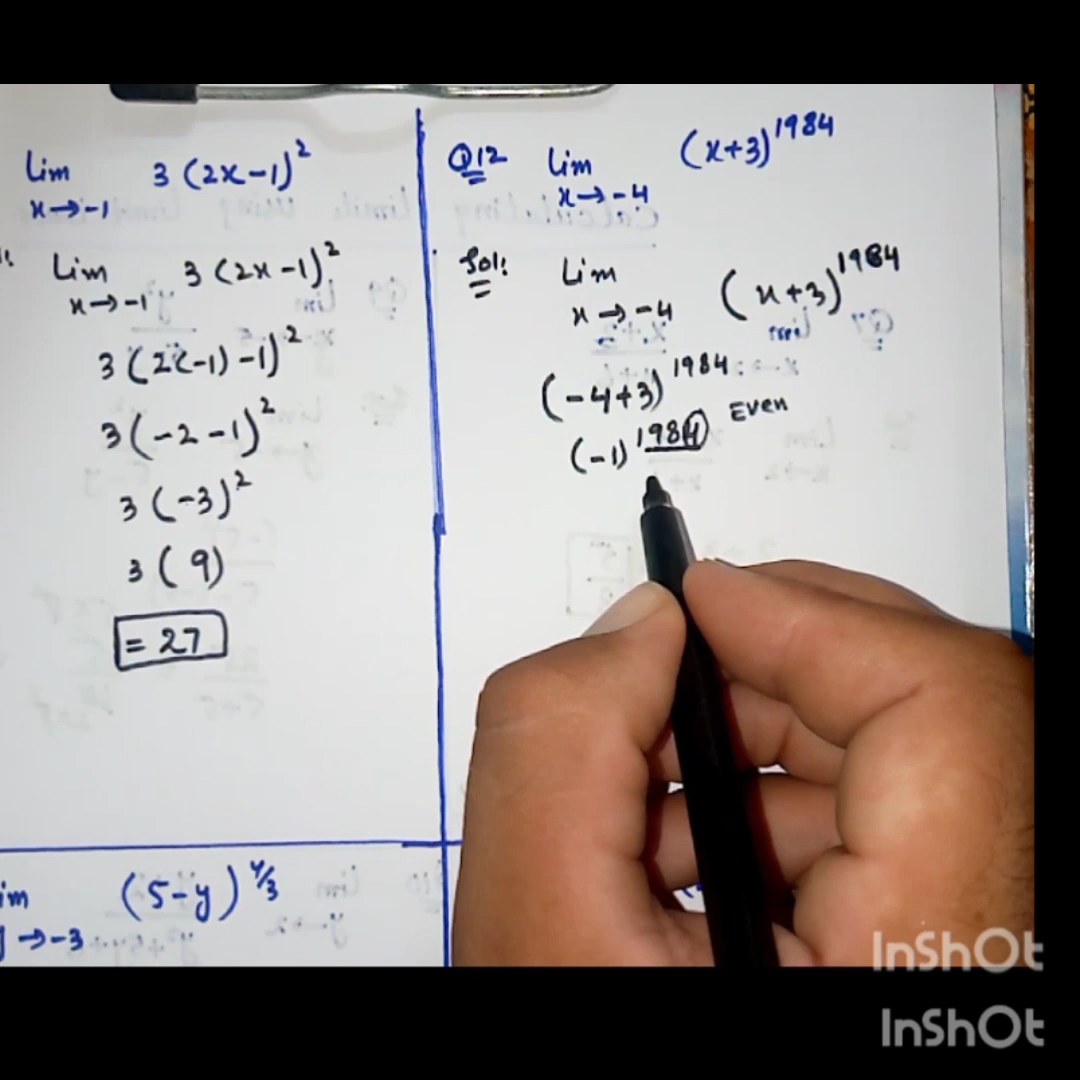 Lim 3 (2x-1)²
x→-1
Lim 3 (2x-1)²
x→-1
3 (2(-1) -1)²
3 (-2-1)²
3 (-3)²
3 ( 9)
= 27
Q12 Lim (x+3)¹⁹⁸⁴
x→-4
Sol: Lim (x+3)¹⁹⁸⁴
x→-4
(-4+3)¹⁹⁸⁴
(-1)¹⁹⁸⁴ Even
im (5-y)^4/3
y→-3
InShOt
InShOt